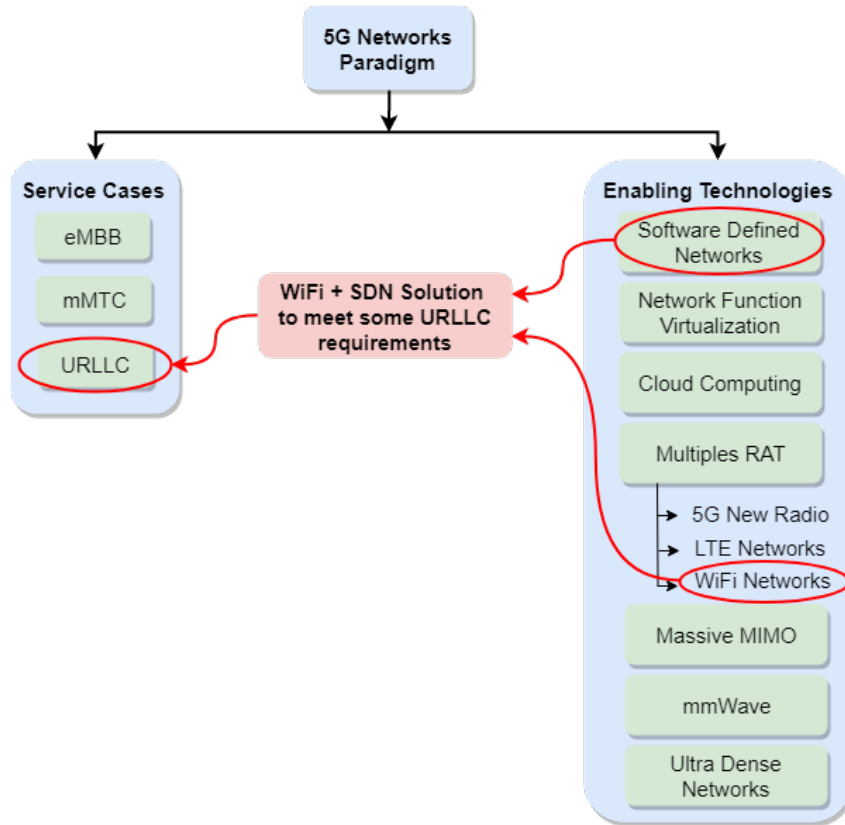 5G Networks
Paradigm
Service Cases
eMBB
mMTC
URLLC
WiFi + SDN Solution
to meet some URLLC
requirements
Enabling Technologies
Software Defined
Networks
Network Function
Virtualization
Cloud Computing
Multiples RAT
5G New Radio
LTE Networks
WiFi Networks
Massive MIMO
mmWave
Ultra Dense
Networks